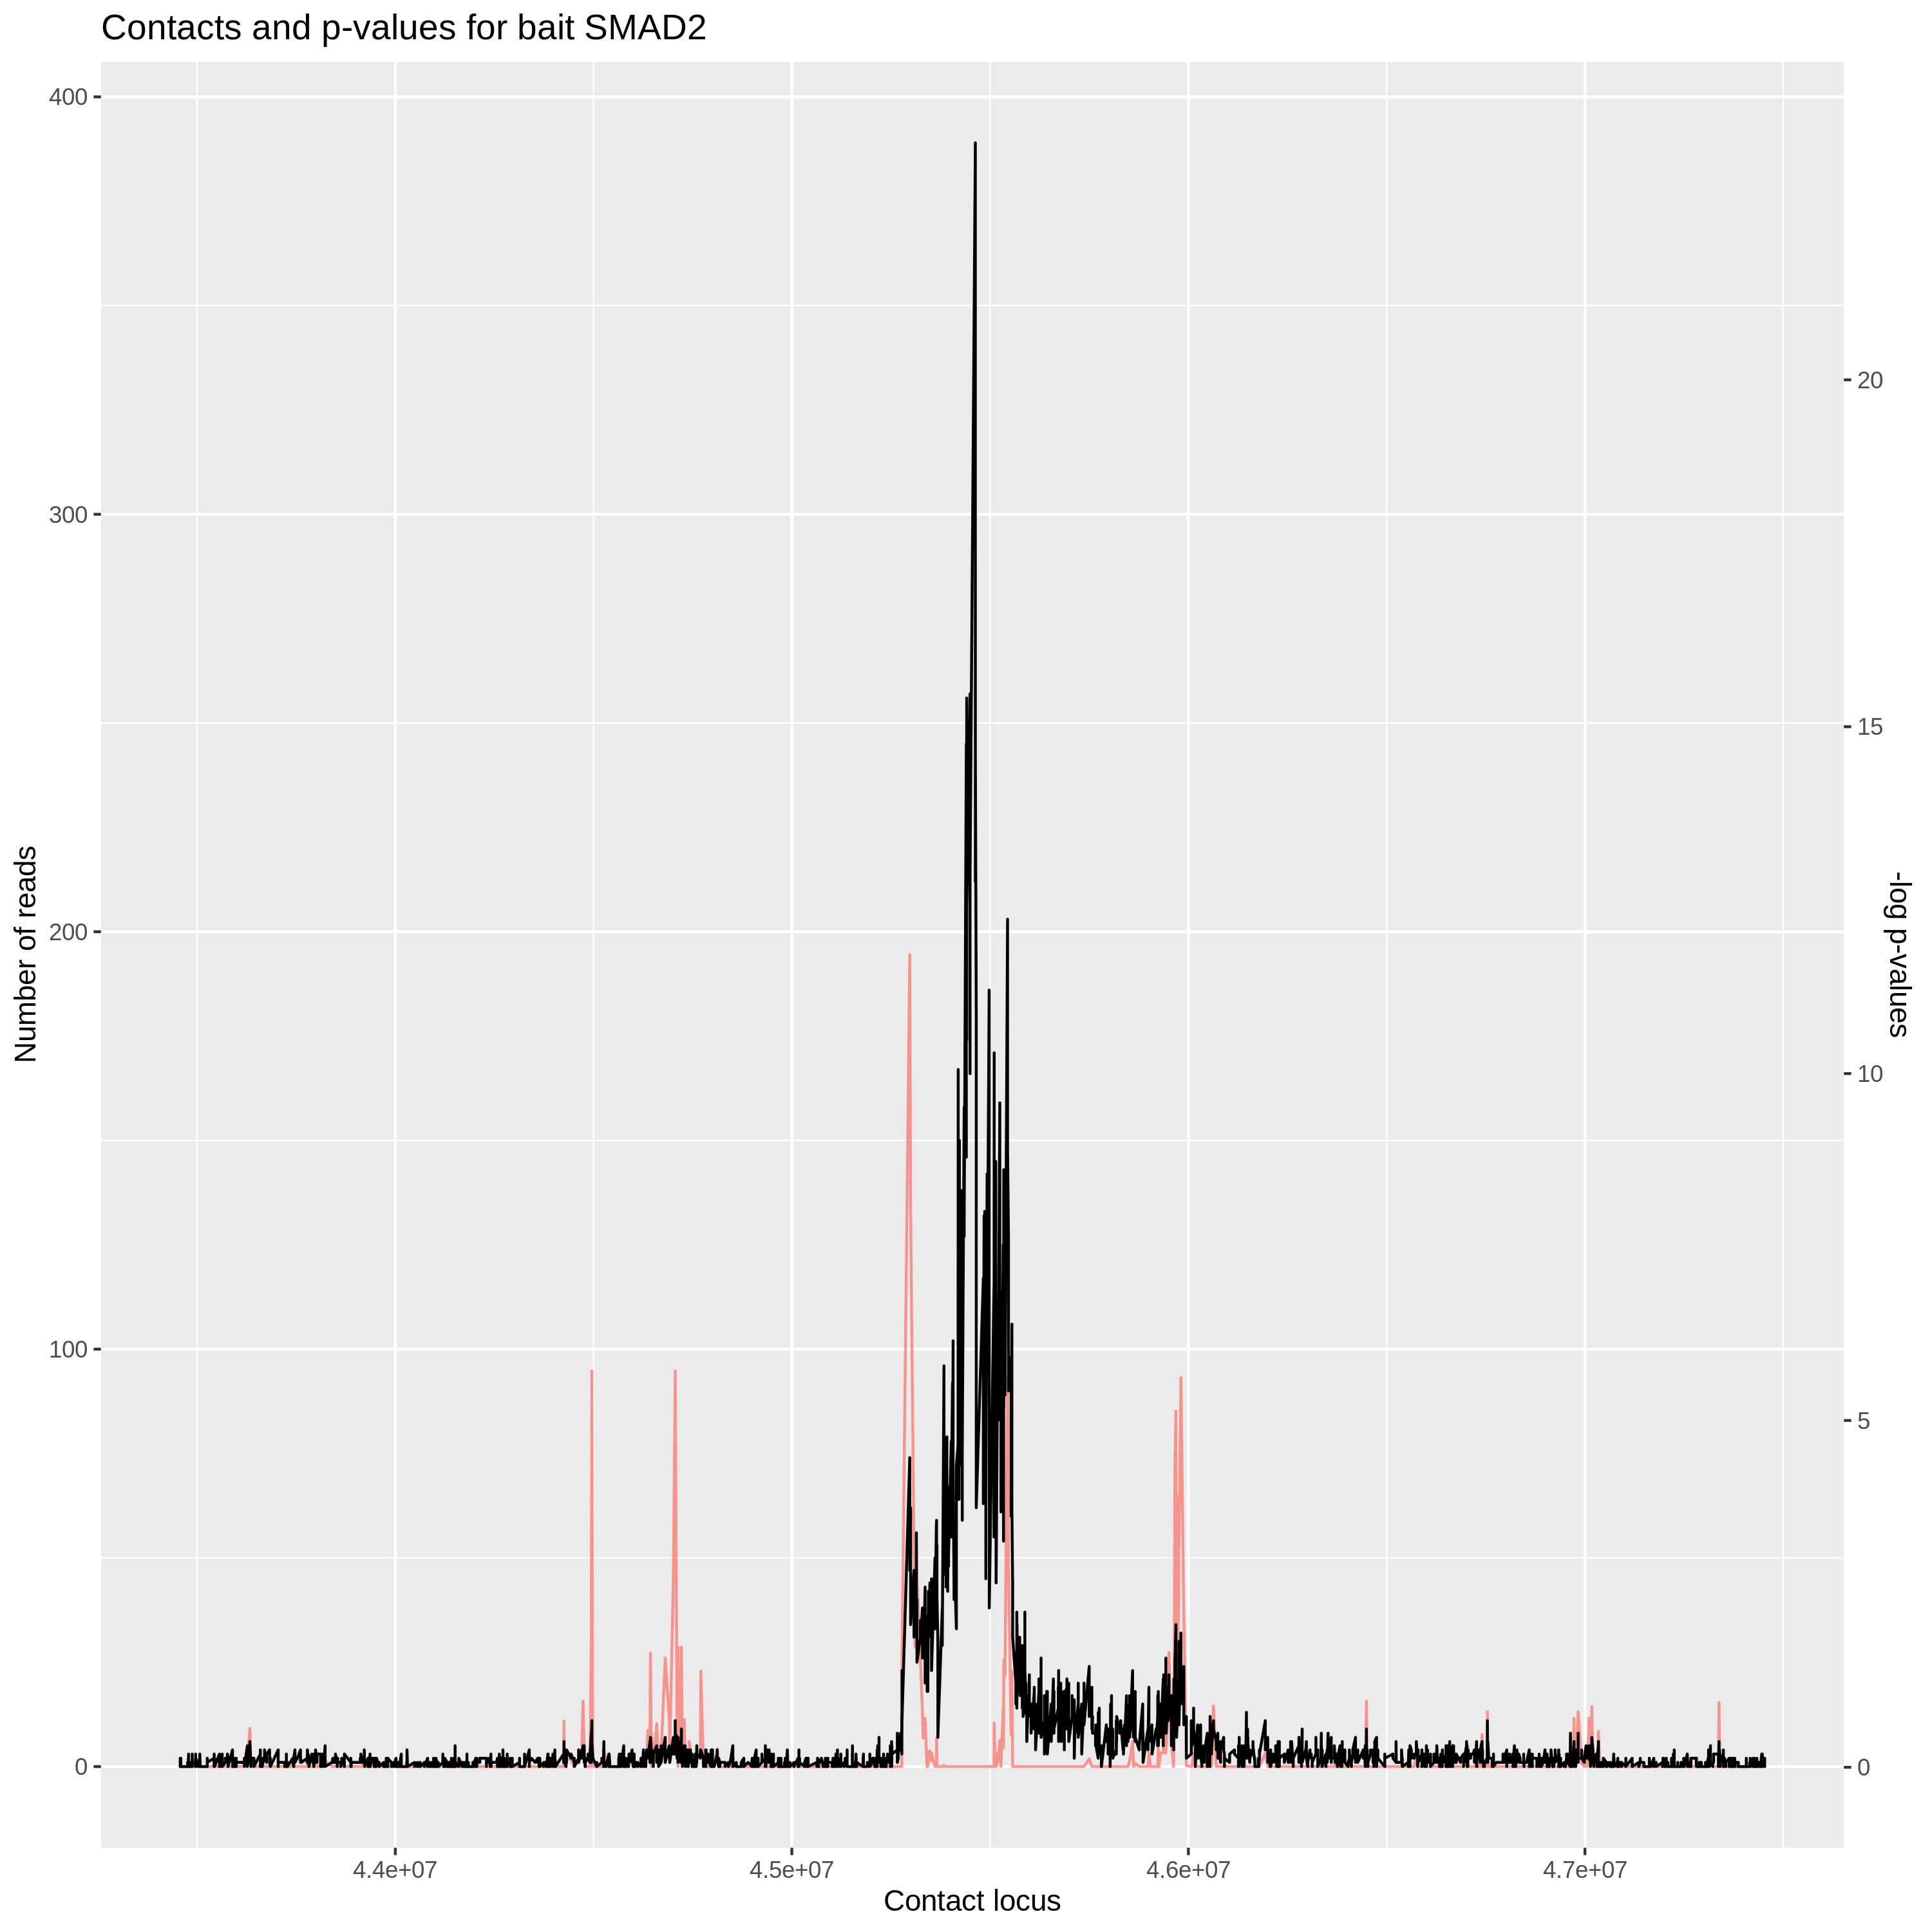 Contacts and p-values for bait SMAD2
400
300
200
100
0
Number of reads
20
15
10
5
0
-log p-values
4.4e+07 4.5e+07 4.6e+07 4.7e+07
Contact locus